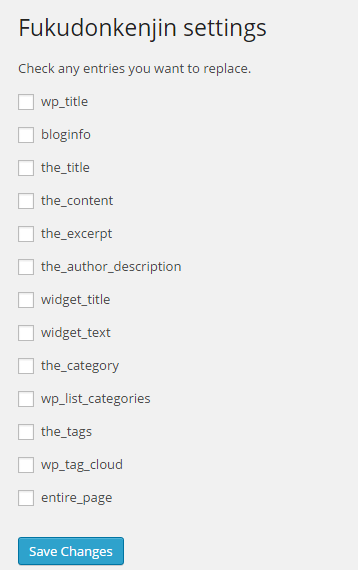 Fukudonkenjin settings
Check any entries you want to replace.
wp_title
bloginfo
the_title
the_content
the_excerpt
the_author_description
widget_title
widget_text
the_category
wp_list_categories
the_tags
wp_tag_cloud
entire_page
Save Changes